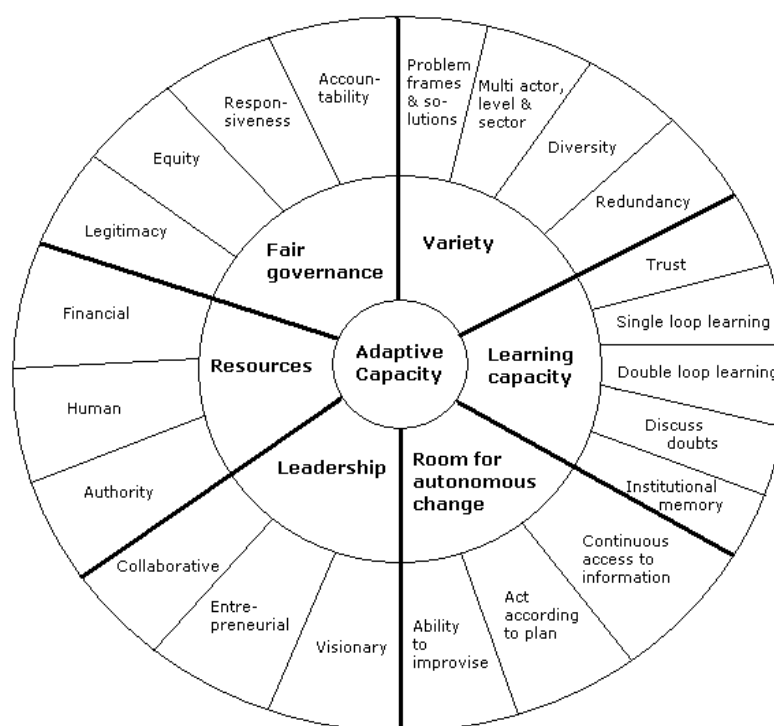 Adaptive
Capacity
Variety
Problem
frames
& so-
lutions
Multi actor,
level &
sector
Diversity
Redundancy
Learning
capacity
Trust
Single loop learning
Double loop learning
Discuss
doubts
Institutional
memory
Room for
autonomous
change
Continuous
access to
information
Act
according
to plan
Ability
to
improvise
Leadership
Visionary
Entre-
preneurial
Collaborative
Resources
Authority
Human
Financial
Fair
governance
Legitimacy
Equity
Respon-
siveness
Accoun-
tability